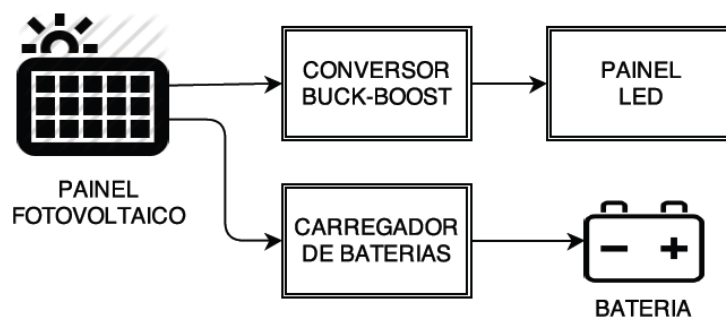 CONVERSOR
BUCK-BOOST
PAINEL
LED
PAINEL
FOTOVOLTAICO
CARREGADOR
DE BATERIAS
BATERIA